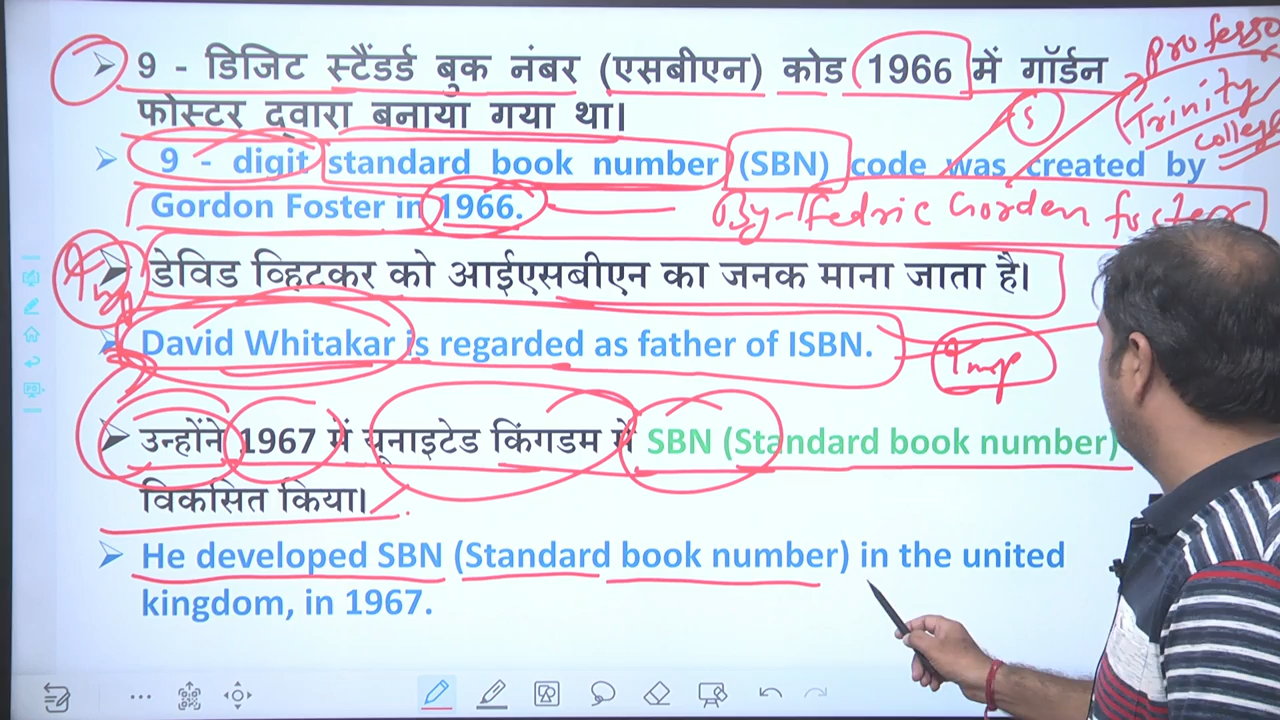 9 - डिजिट स्टैंडर्ड बुक नंबर (एसबीएन) कोड 1966 में गॉर्डन
फोस्टर द्वारा बनाया गया था।
Professo
Trinity
college
S
9 - digit standard book number (SBN) code was created by
Gordon Foster in 1966.
By - Fedric Gorden foster
डेविड व्हिटकर को आईएसबीएन का जनक माना जाता है।
Imp
David Whitakar is regarded as father of ISBN.
Imp
उन्होंने 1967 में यूनाइटेड किंगडम में SBN (Standard book number)
विकसित किया।
He developed SBN (Standard book number) in the united
kingdom, in 1967.